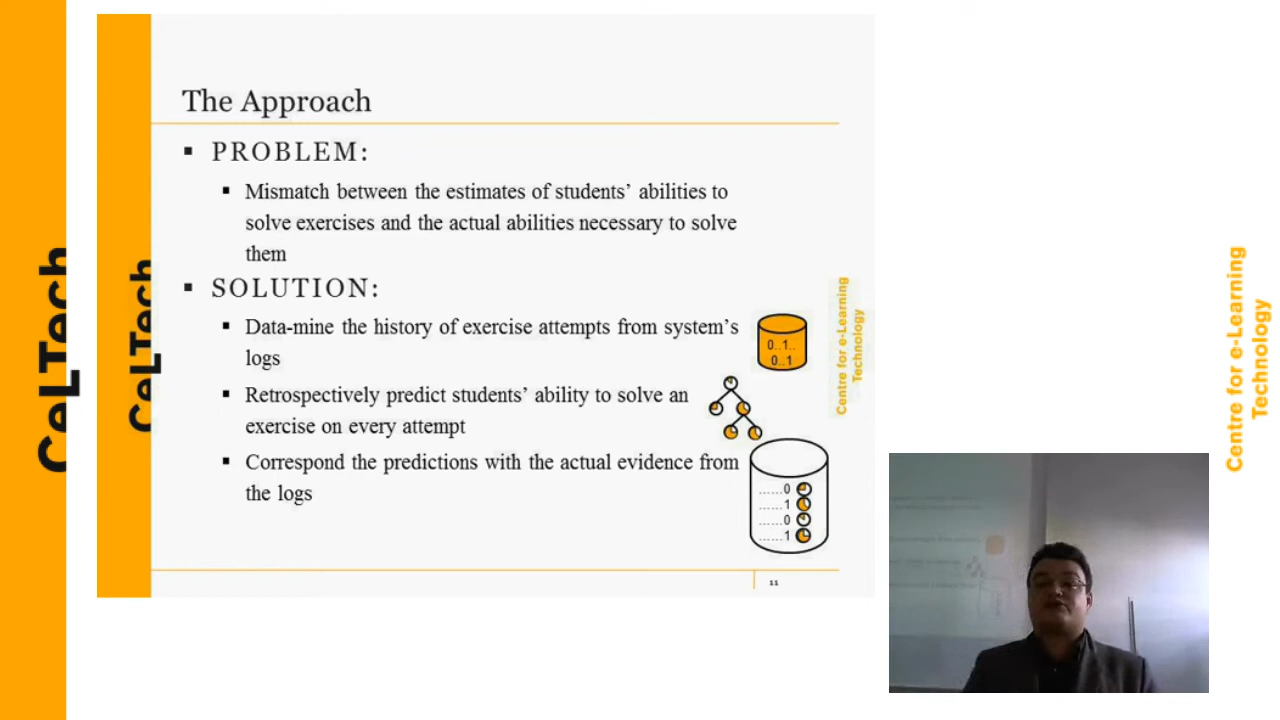 CeLTech
CeLTech
The Approach
▪ PROBLEM:
▪ Mismatch between the estimates of students’ abilities to
solve exercises and the actual abilities necessary to solve
them
▪ SOLUTION:
▪ Data-mine the history of exercise attempts from system’s
logs
▪ Retrospectively predict students’ ability to solve an
exercise on every attempt
▪ Correspond the predictions with the actual evidence from
the logs
0..1..
0..1
......0
......1
......0
......1
11
Centre for e-Learning
Technology
Centre for e-Learning
Technology